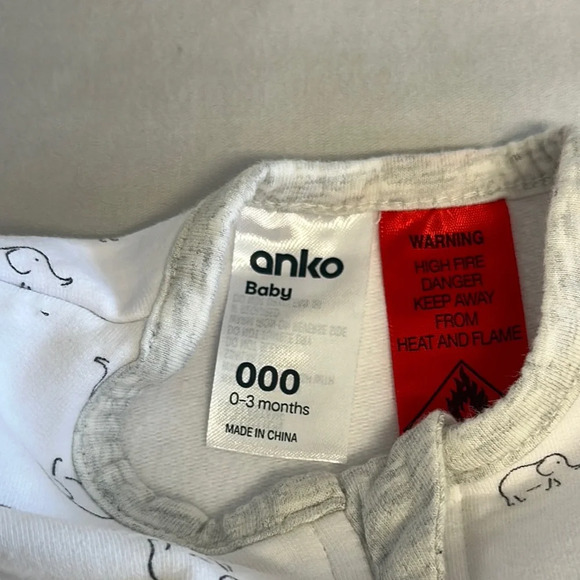 anko
Baby
000
0-3 months
MADE IN CHINA
WARNING
HIGH FIRE
DANGER
KEEP AWAY
FROM
HEAT AND FLAME